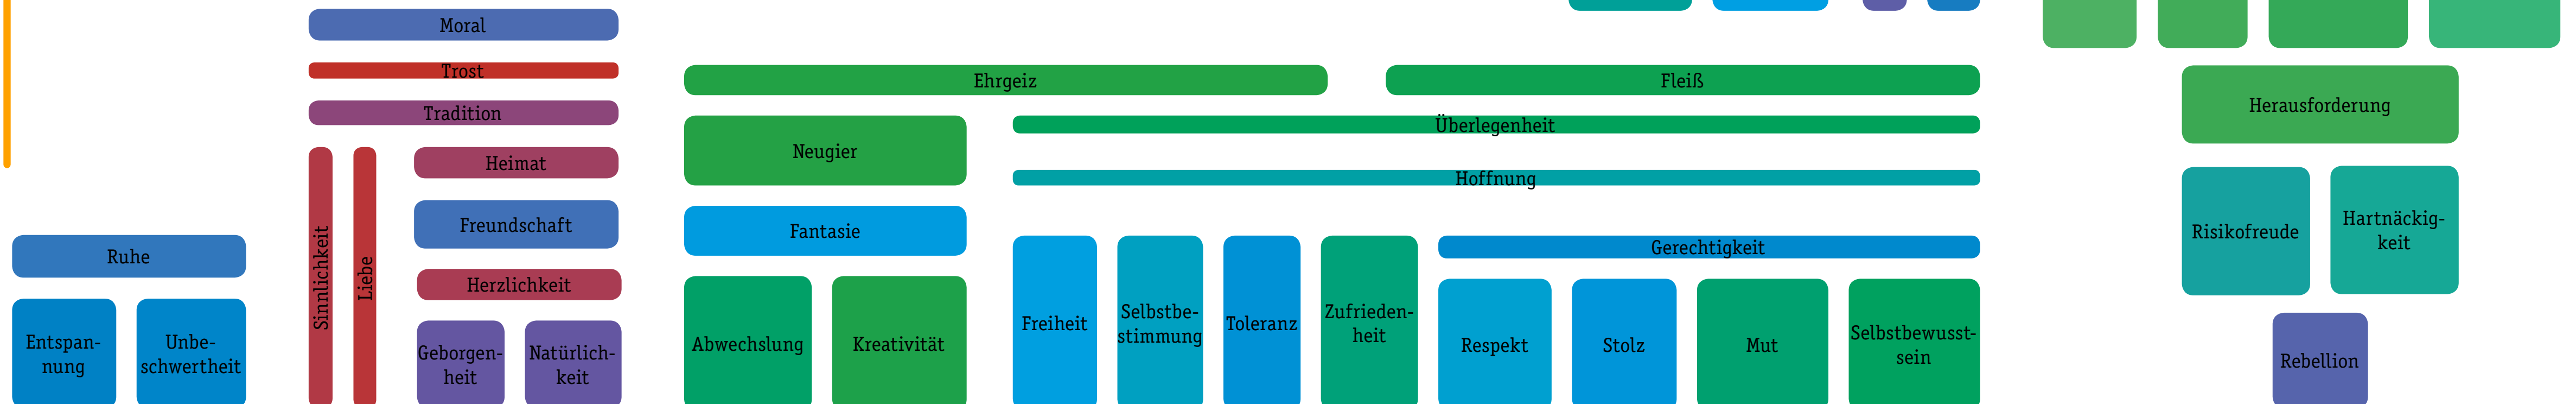 Moral
Trost
Tradition
Sinnlichkeit
Liebe
Heimat
Freundschaft
Herzlichkeit
Geborgen-
heit
Natürlich-
keit
Ruhe
Entspan-
nung
Unbe-
schwertheit
Ehrgeiz
Fleiß
Neugier
Überlegenheit
Hoffnung
Fantasie
Abwechslung
Kreativität
Freiheit
Selbstbe-
stimmung
Toleranz
Zufrieden-
heit
Gerechtigkeit
Respekt
Stolz
Mut
Selbstbewusst-
sein
Herausforderung
Risikofreude
Hartnäckig-
keit
Rebellion